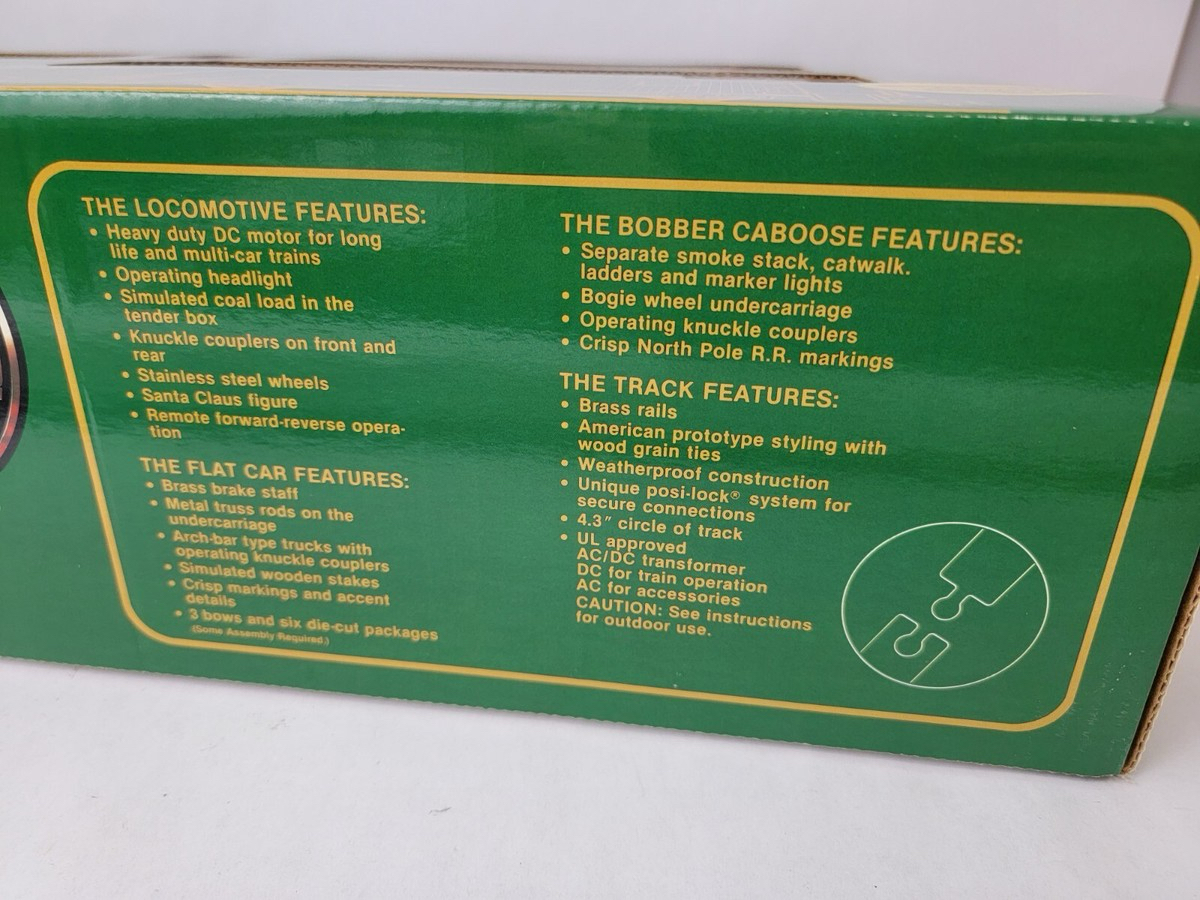 THE LOCOMOTIVE FEATURES:
• Heavy duty DC motor for long
life and multi-car trains
• Operating headlight
• Simulated coal load in the
tender box
• Knuckle couplers on front and
rear
• Stainless steel wheels
• Santa Claus figure
• Remote forward-reverse opera-
tion
THE FLAT CAR FEATURES:
• Brass brake staff
• Metal truss rods on the
undercarriage
• Arch-bar type trucks with
operating knuckle couplers
• Simulated wooden stakes
• Crisp markings and accent
details
• 3 bows and six die-cut packages
(Some Assembly Required.)
THE BOBBER CABOOSE FEATURES:
• Separate smoke stack, catwalk.
ladders and marker lights
• Bogie wheel undercarriage
• Operating knuckle couplers
• Crisp North Pole R.R. markings
THE TRACK FEATURES:
• Brass rails
• American prototype styling with
wood grain ties
• Weatherproof construction
• Unique posi-lock® system for
secure connections
• 4.3″ circle of track
• UL approved
AC/DC transformer
DC for train operation
AC for accessories
CAUTION: See instructions
for outdoor use.